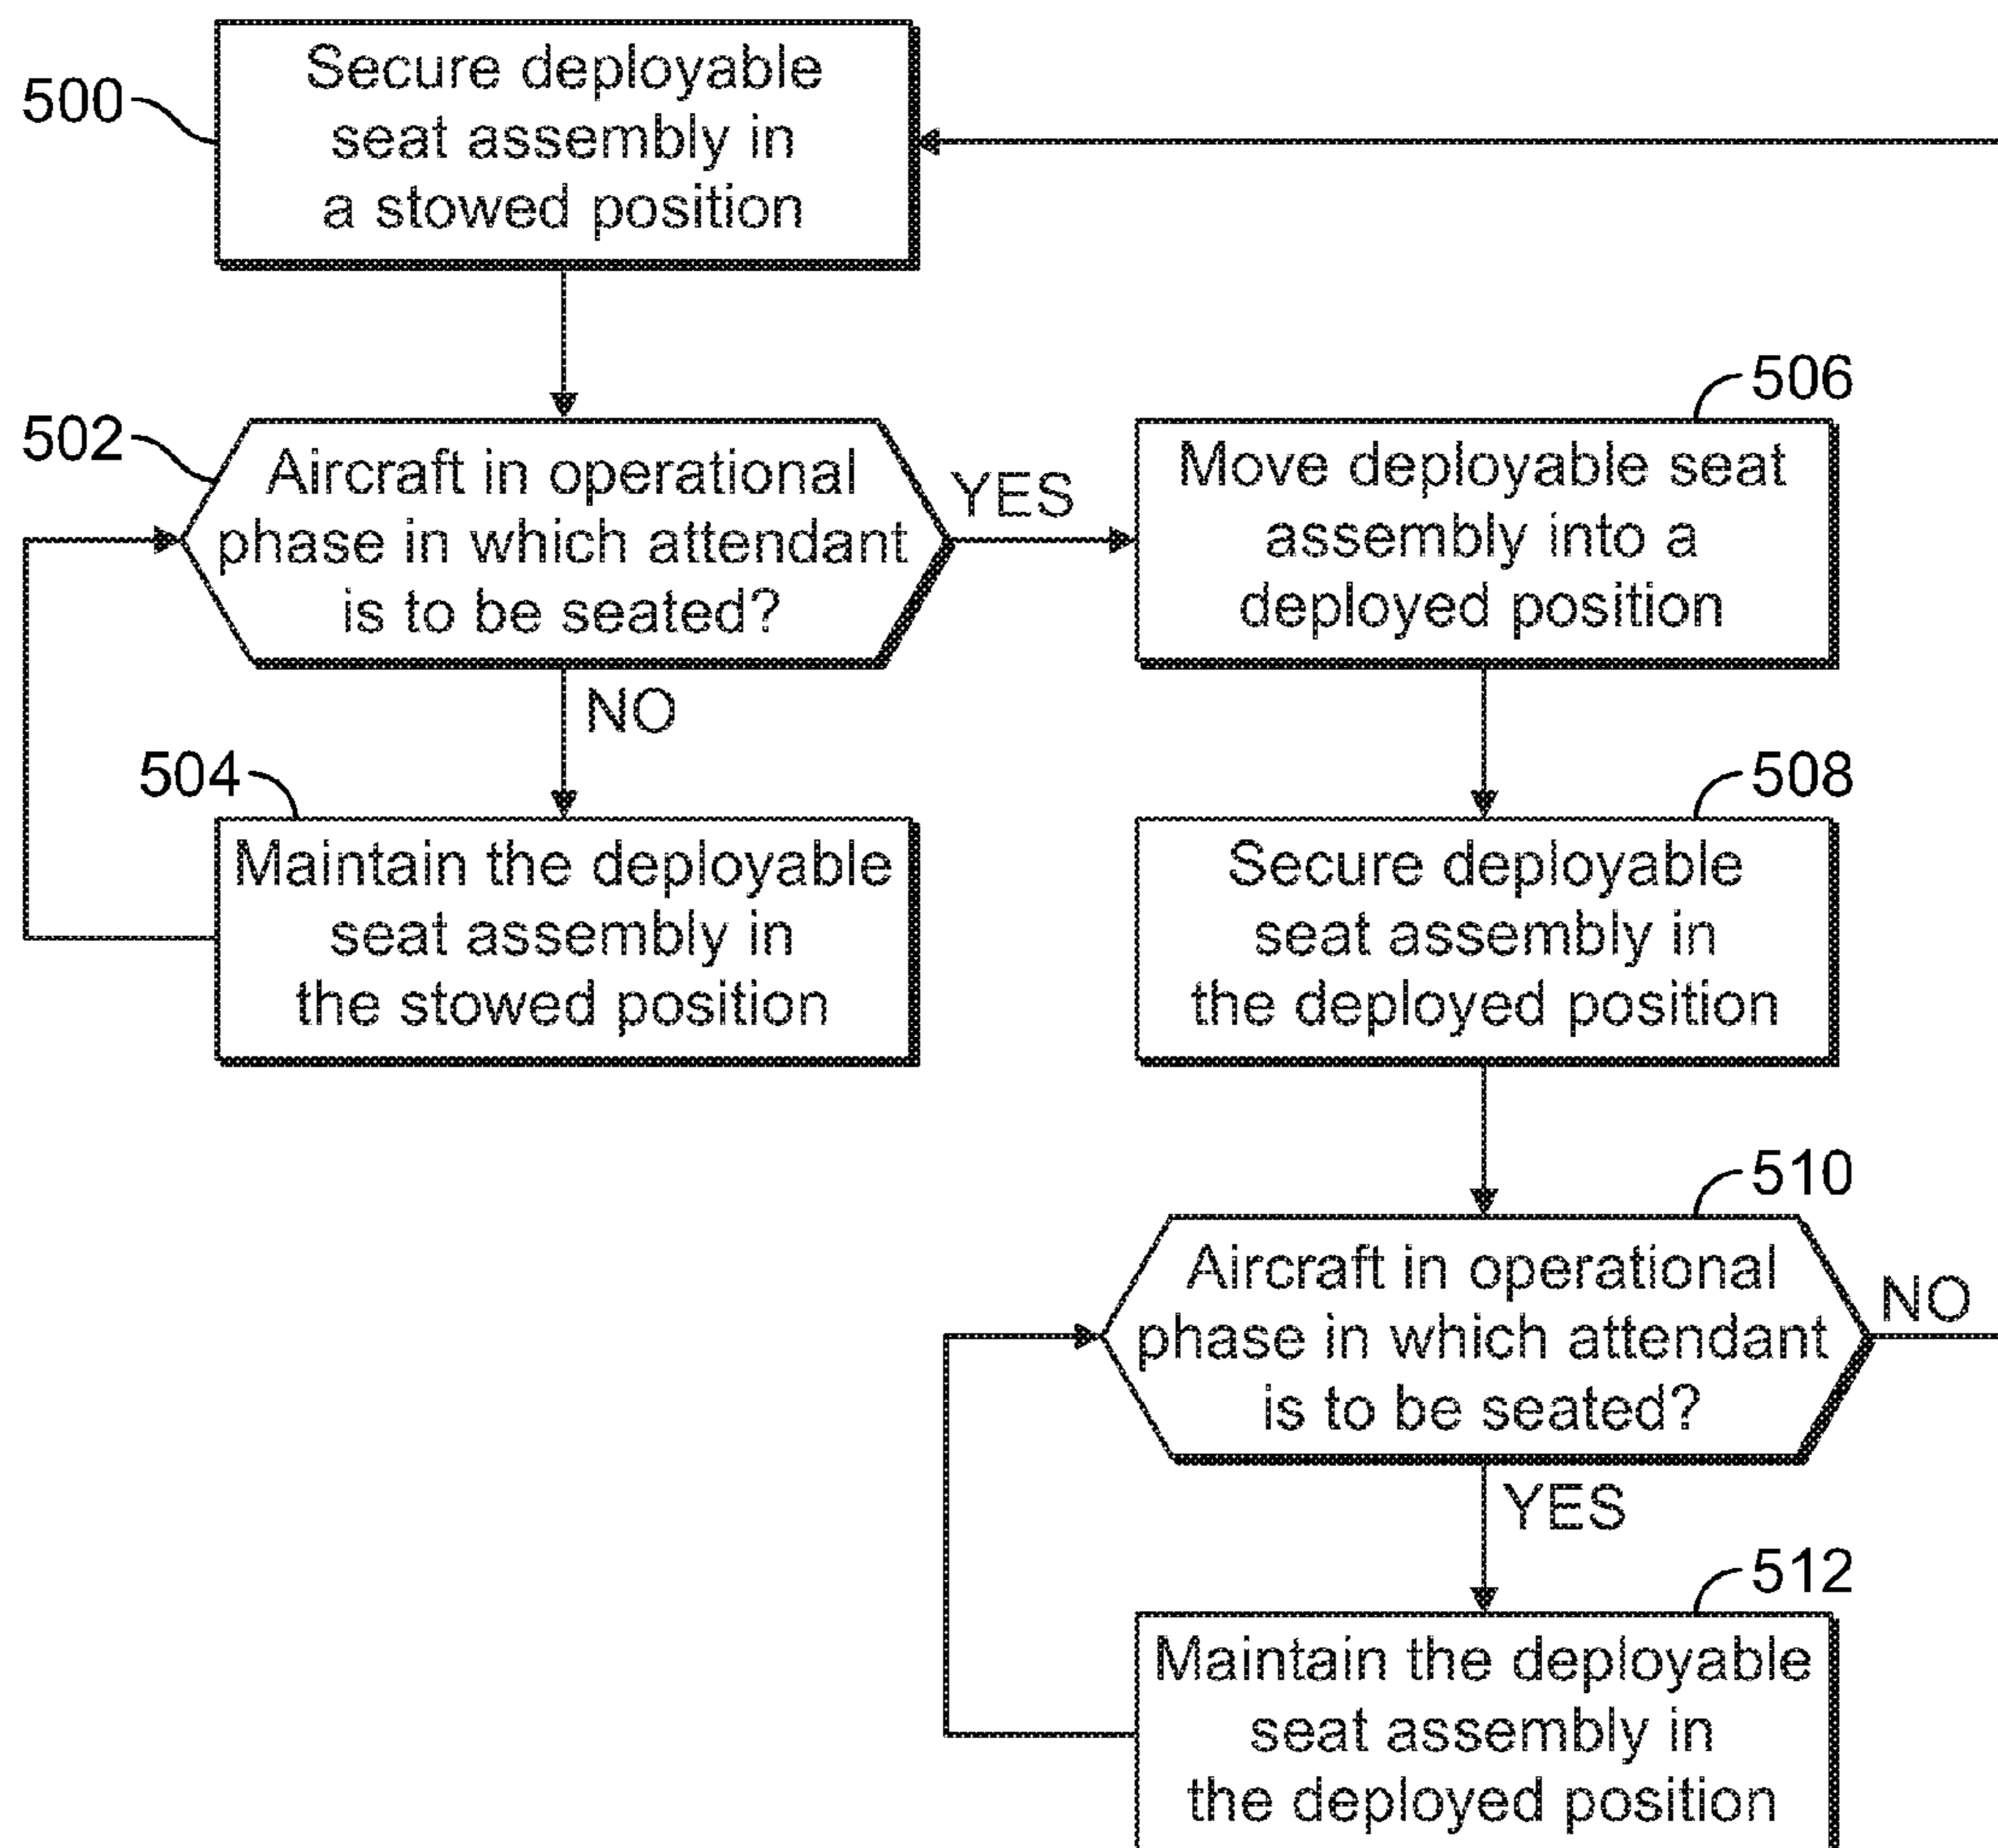 500
Secure deployable
seat assembly in
a stowed position
502
Aircraft in operational
phase in which attendant
is to be seated?
YES
NO
504
Maintain the deployable
seat assembly in
the stowed position
506
Move deployable seat
assembly into a
deployed position
508
Secure deployable
seat assembly in
the deployed position
510
Aircraft in operational
phase in which attendant
is to be seated?
NO
YES
512
Maintain the deployable
seat assembly in
the deployed position